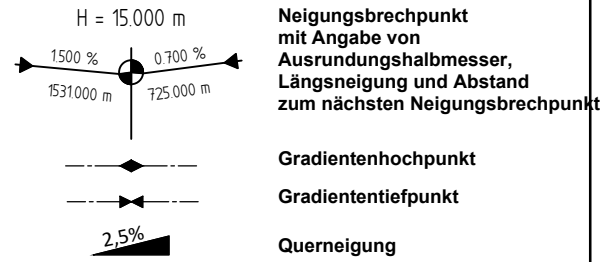 H = 15.000 m
1.500 %
0.700 %
1531.000 m
725.000 m
Neigungsbrechpunkt
mit Angabe von
Ausrundungshalbmesser,
Längsneigung und Abstand
zum nächsten Neigungsbrechpunkt
Gradientenhochpunkt
Gradiententiefpunkt
2,5%
Querneigung